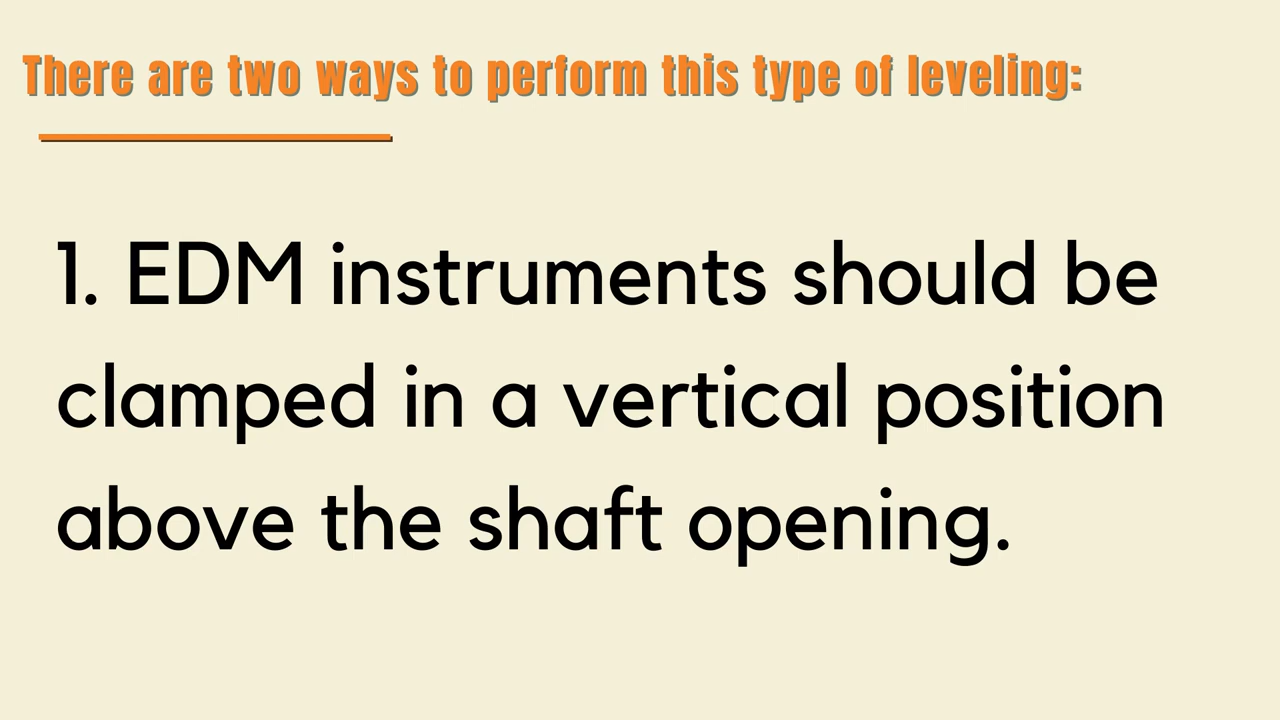 There are two ways to perform this type of leveling:
1. EDM instruments should be
clamped in a vertical position
above the shaft opening.